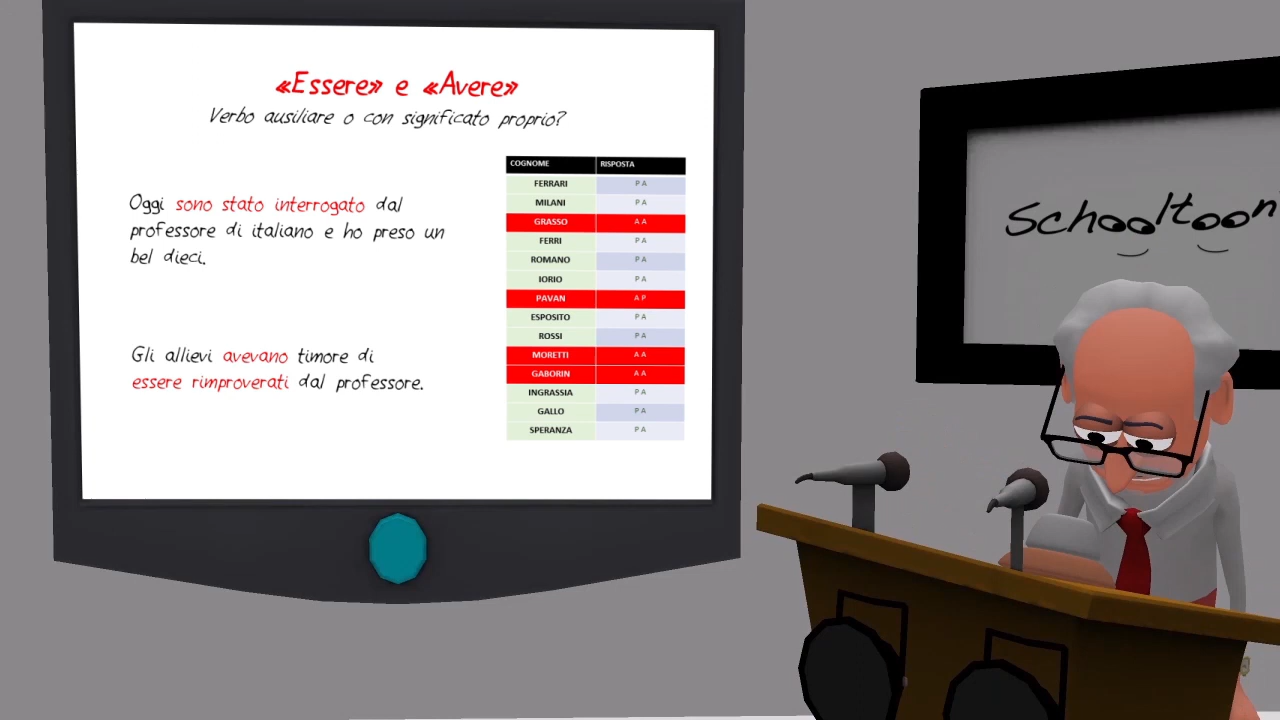 «Essere» e «Avere»
Verbo ausiliare o con significato proprio?
Oggi sono stato interrogato dal
professore di italiano e ho preso un
bel dieci.
Gli allievi avevano timore di
essere rimproverati dal professore.
COGNOME RISPOSTA
FERRARI P A
MILANI P A
GRASSO A A
FERRI P A
ROMANO P A
IORIO P A
PAVAN A P
ESPOSITO P A
ROSSI P A
MORETTI A A
GABORIN A A
INGRASSIA P A
GALLO P A
SPERANZA P A
Schooltoon